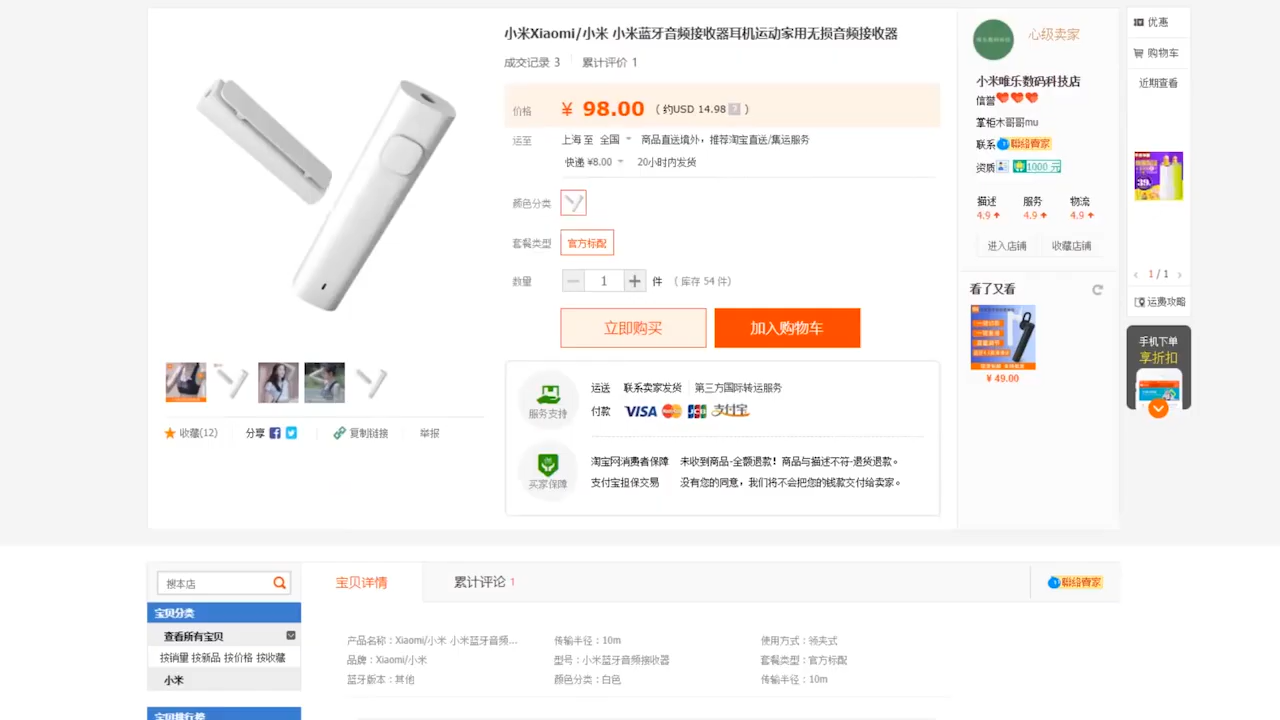 小米Xiaomi/小米 小米蓝牙音频接收器耳机运动家用无损音频接收器
成交记录 3 累计评价 1
价格 ¥ 98.00 ( 约USD 14.98 ? )
运至 上海 至 全国 商品直送境外，推荐淘宝直送/集运服务
快递 ¥8.00 20小时内发货
颜色分类
套餐类型 官方标配
数量 1 件 ( 库存 54 件)
立即购买 加入购物车
服务支持
运送 联系卖家发货 第三方国际转运服务
付款 VISA JCB 支付宝
买家保障
淘宝网消费者保障 未收到商品-全额退款！商品与描述不符-退货退款。
支付宝担保交易 没有您的同意，我们将不会把您的钱款交付给卖家。
收藏(12) 分享 复制链接 举报
心级卖家
小米唯乐数码科技店
信誉
掌柜木哥哥mu
联系 聯絡賣家
资质 1000 元
描述 服务 物流
4.9 4.9 4.9
进入店铺 收藏店铺
看了又看
¥ 49.00
优惠
购物车
近期查看
39
1 / 1
运费攻略
手机下单
享折扣
搜本店
宝贝分类
查看所有宝贝
按销量 按新品 按价格 按收藏
小米
宝贝排行榜
宝贝详情 累计评论 1 聯絡賣家
产品名称：Xiaomi/小米 小米蓝牙音频... 传输半径：10m 使用方式：领夹式
品牌：Xiaomi/小米 型号：小米蓝牙音频接收器 套餐类型：官方标配
蓝牙版本：其他 颜色分类：白色 传输半径：10m